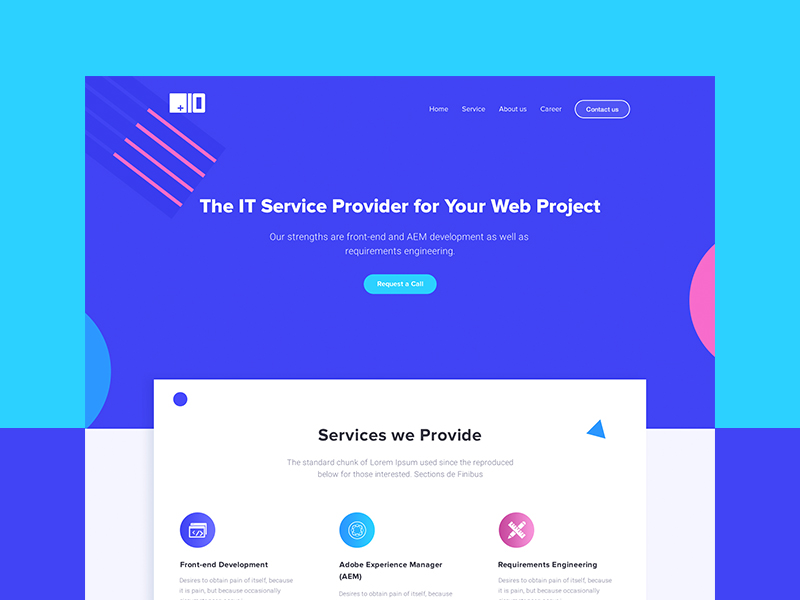 Home Service About us Career Contact us
The IT Service Provider for Your Web Project
Our strengths are front-end and AEM development as well as
requirements engineering.
Request a Call
Services we Provide
The standard chunk of Lorem Ipsum used since the reproduced
below for those interested. Sections de Finibus
Front-end Development
Desires to obtain pain of itself, because
it is pain, but because occasionally
Adobe Experience Manager
(AEM)
Desires to obtain pain of itself, because
Requirements Engineering
Desires to obtain pain of itself, because
it is pain, but because occasionally